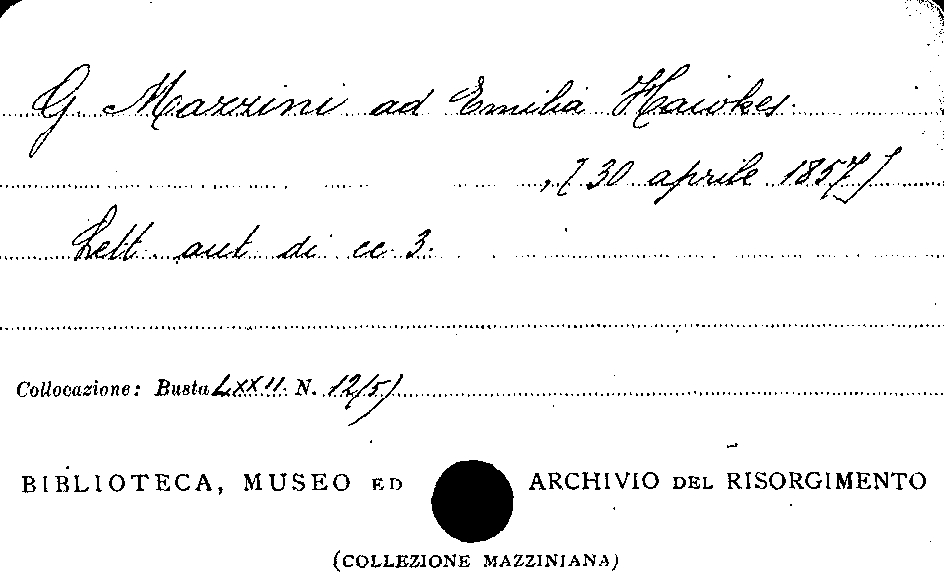 G. Mazzini ad Emilia Hawkes.
, [30 aprile 1857]
Lett. aut. di cc. 3.
Collocazione: Busta LXXII. N. 12(5)
BIBLIOTECA, MUSEO ED ARCHIVIO DEL RISORGIMENTO
(COLLEZIONE MAZZINIANA)